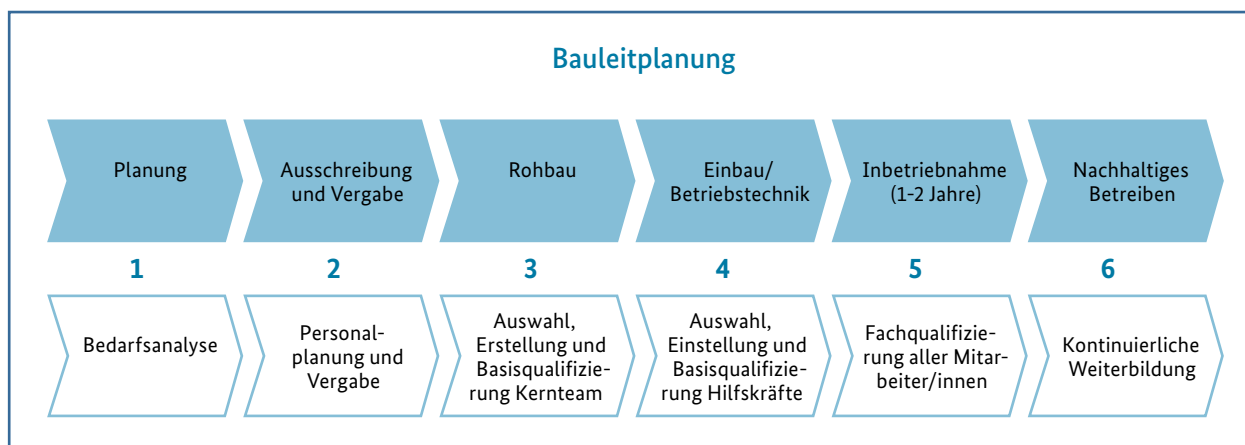 Bauleitplanung
Planung
Ausschreibung
und Vergabe
Rohbau
Einbau/
Betriebstechnik
Inbetriebnahme
(1-2 Jahre)
Nachhaltiges
Betreiben
1
2
3
4
5
6
Bedarfsanalyse
Personal-
planung und
Vergabe
Auswahl,
Erstellung und
Basisqualifizie-
rung Kernteam
Auswahl,
Einstellung und
Basisqualifizie-
rung Hilfskräfte
Fachqualifizie-
rung aller Mitar-
beiter/innen
Kontinuierliche
Weiterbildung